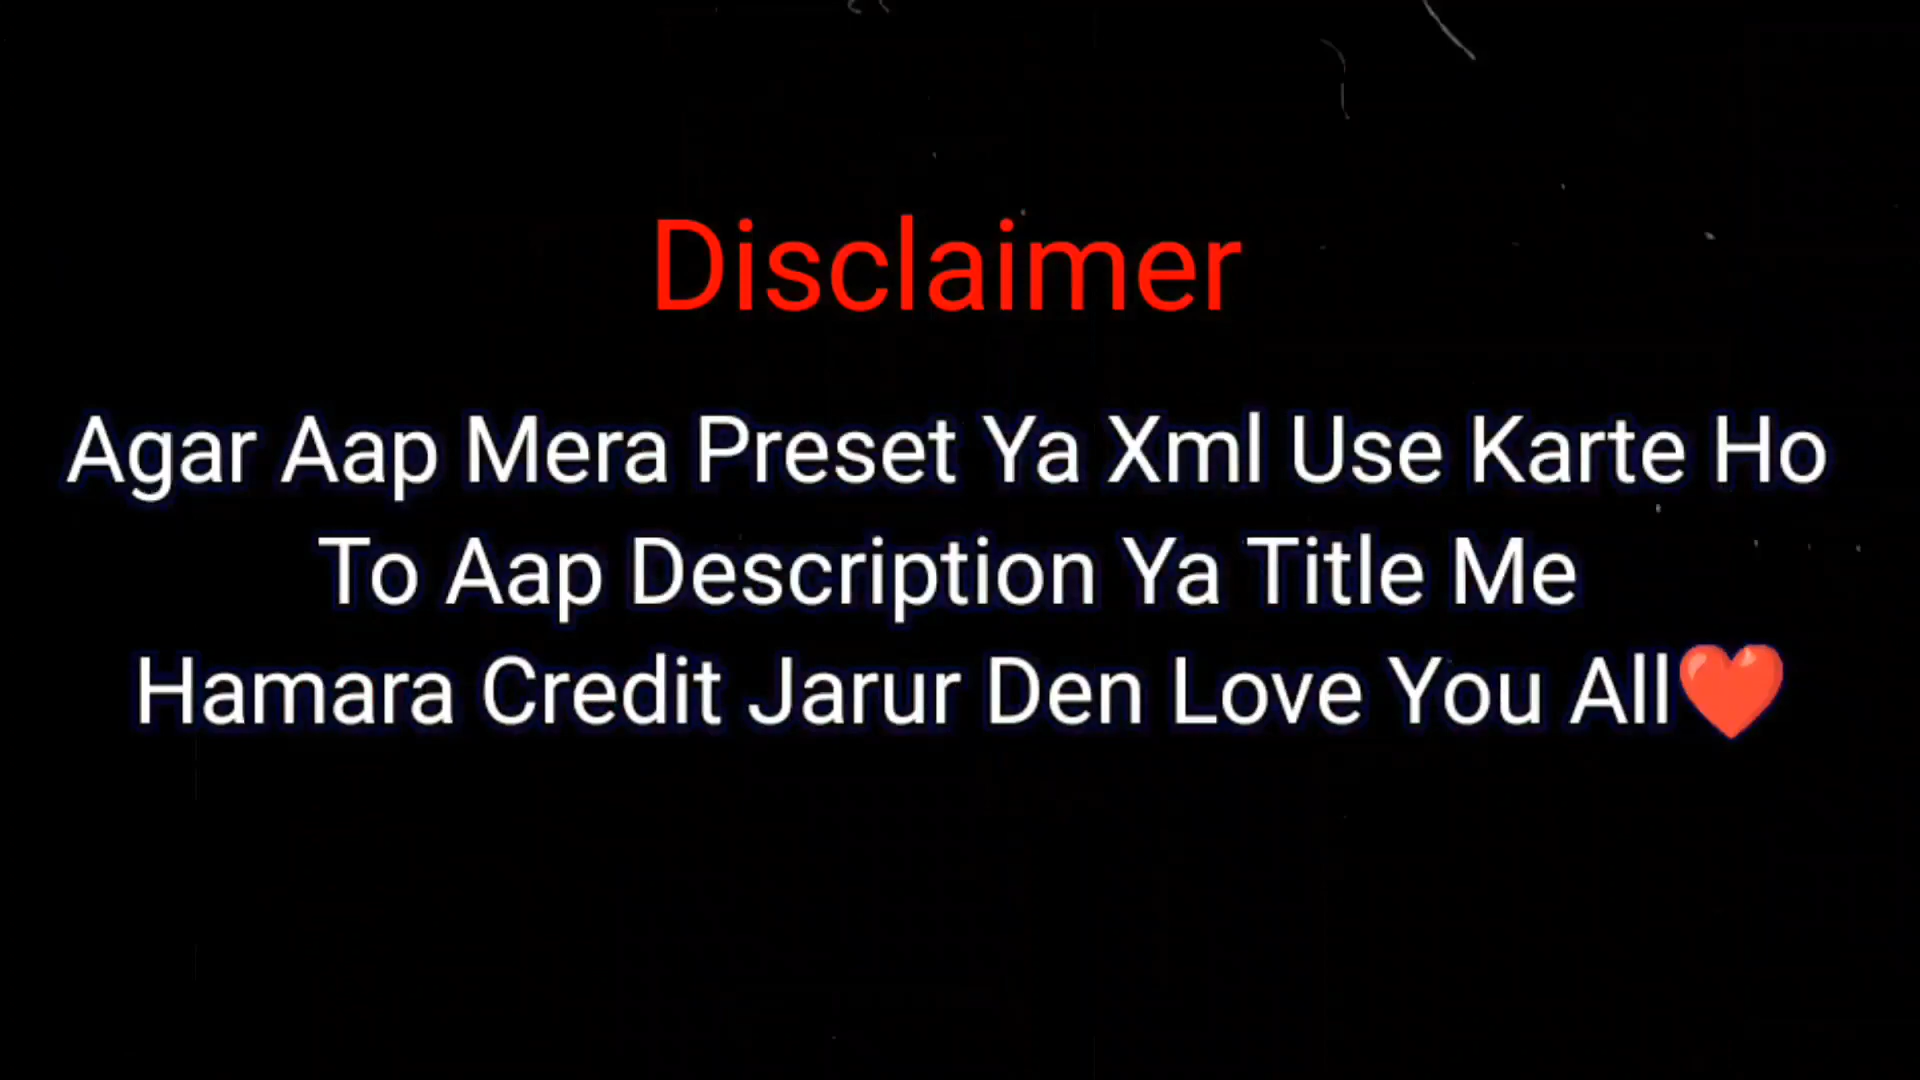 Disclaimer
Agar Aap Mera Preset Ya Xml Use Karte Ho
To Aap Description Ya Title Me
Hamara Credit Jarur Den Love You All❤️